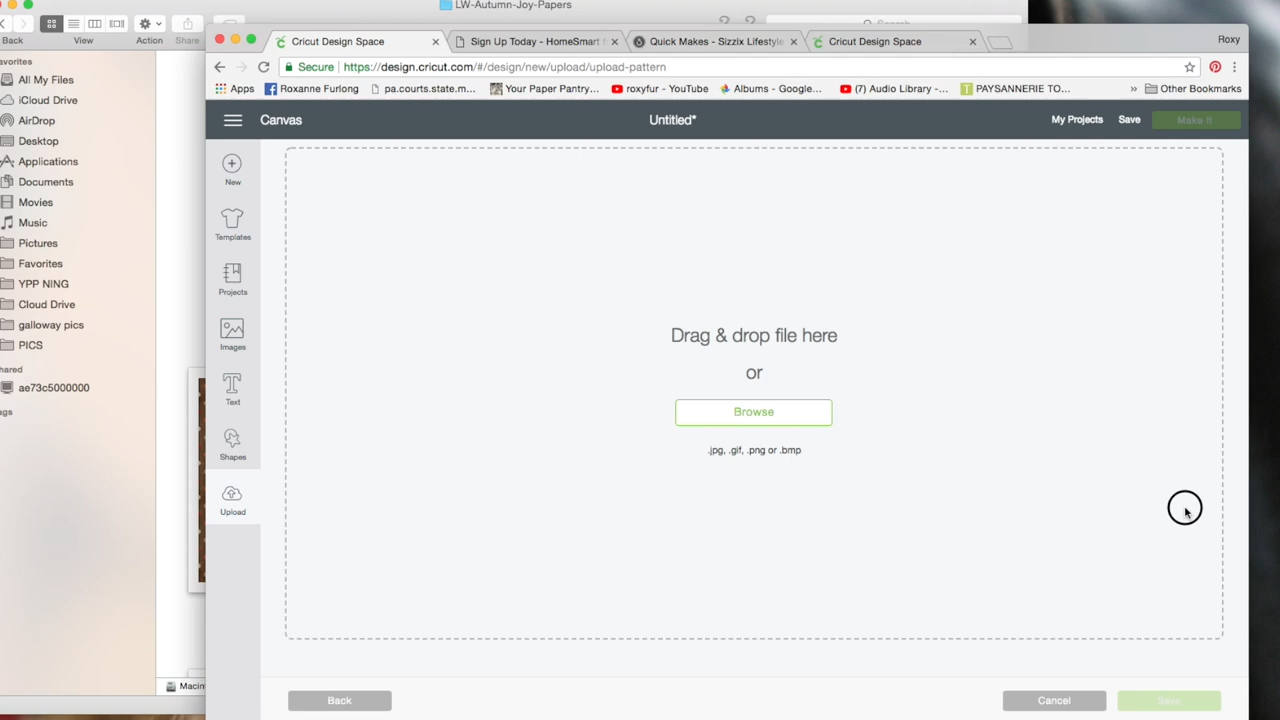 LW-Autumn-Joy-Papers
Back
View
Action
Share
Search
avorites
All My Files
iCloud Drive
AirDrop
Desktop
Applications
Documents
Movies
Music
Pictures
Favorites
YPP NING
Cloud Drive
galloway pics
PICS
hared
ae73c5000000
ags
Macin
Cricut Design Space
Sign Up Today - HomeSmart
Quick Makes - Sizzix Lifestyle
Cricut Design Space
Roxy
Secure
https://design.cricut.com/#/design/new/upload/upload-pattern
Apps
Roxanne Furlong
pa.courts.state.m...
Your Paper Pantry...
roxyfur - YouTube
Albums - Google...
(7) Audio Library -...
PAYSANNERIE TO...
»
Other Bookmarks
Canvas
Untitled*
My Projects
Save
Make It
New
Templates
Projects
Images
Text
Shapes
Upload
Drag & drop file here
or
Browse
.jpg, .gif, .png or .bmp
Back
Cancel
Save